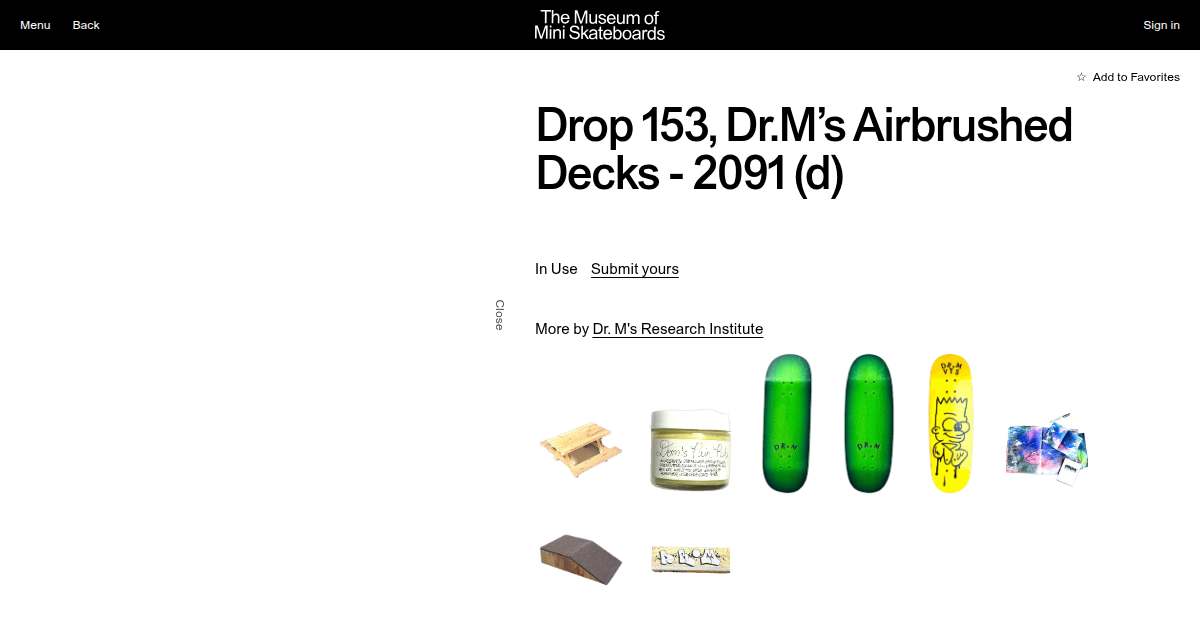 Menu
Back
The Museum of
Mini Skateboards
Sign in
☆ Add to Favorites
Drop 153, Dr.M’s Airbrushed
Decks - 2091 (d)
In Use
Submit yours
Close
More by Dr. M's Research Institute
DR.M
DR.M
DR.M